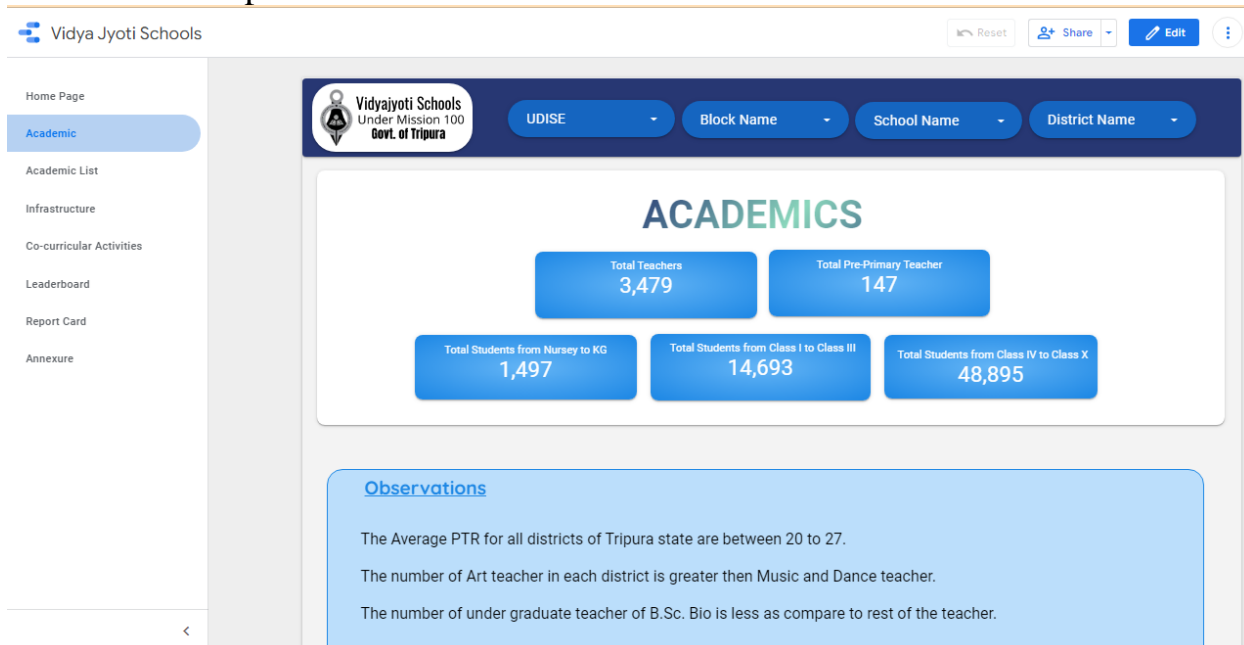 Vidya Jyoti Schools
Reset
Share
Edit
Home Page
Academic
Academic List
Infrastructure
Co-curricular Activities
Leaderboard
Report Card
Annexure
Vidyajyoti Schools
Under Mission 100
Govt. of Tripura
UDISE
Block Name
School Name
District Name
ACADEMICS
Total Teachers
3,479
Total Pre-Primary Teacher
147
Total Students from Nursey to KG
1,497
Total Students from Class I to Class III
14,693
Total Students from Class IV to Class X
48,895
Observations
The Average PTR for all districts of Tripura state are between 20 to 27.
The number of Art teacher in each district is greater then Music and Dance teacher.
The number of under graduate teacher of B.Sc. Bio is less as compare to rest of the teacher.